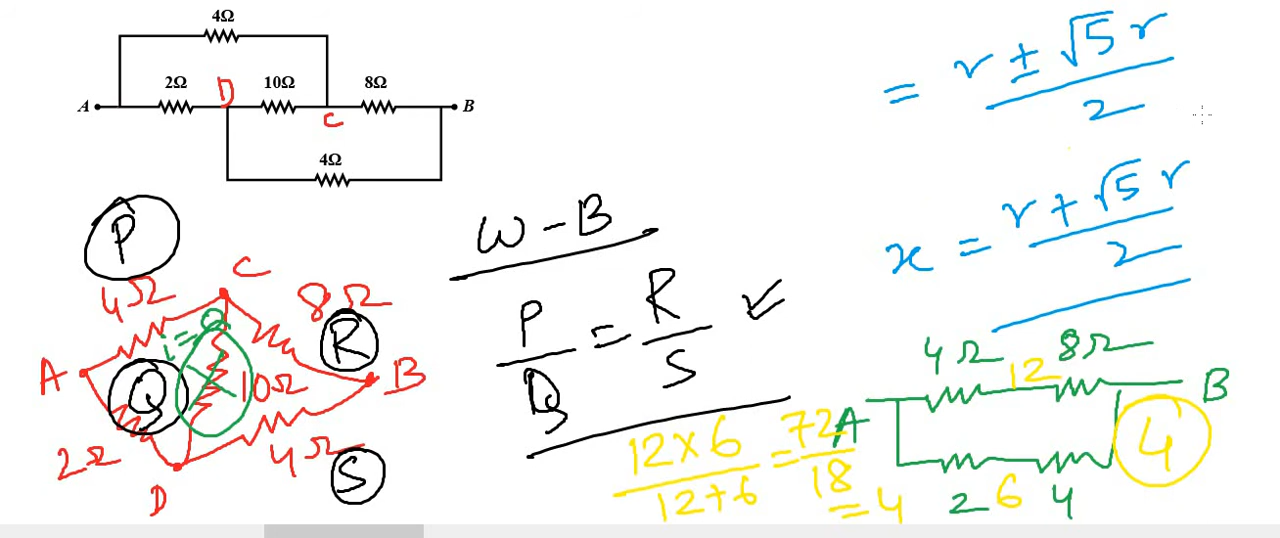 4Ω
2Ω D 10Ω 8Ω
A B
C
4Ω
= r ± √5 r
2
x = r + √5 r
2
P
W-B
C
4Ω 8Ω
i=0
R
A Q 10Ω B
2Ω 4Ω
S
D
P/Q = R/S ✓
4Ω 12 8Ω
A B
4
2 6 4
12×6/12+6 = 72/18
= 4